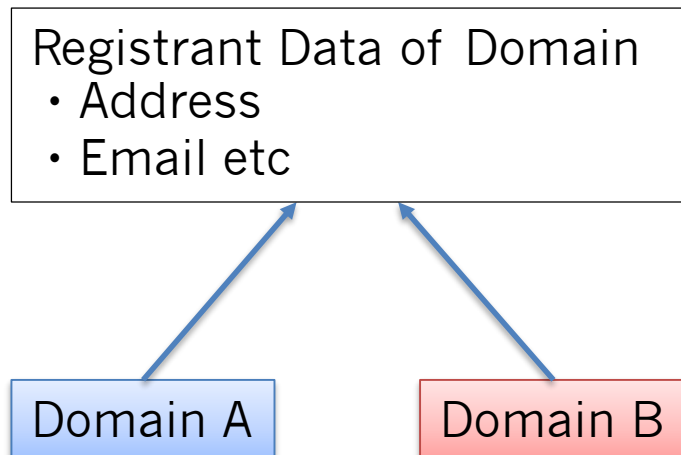 Registrant Data of Domain
・Address
・Email etc
Domain A
Domain B